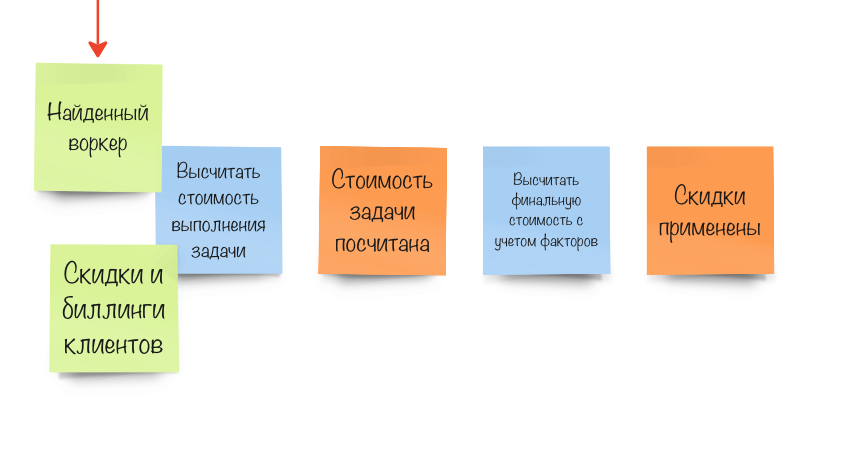 Найденный
воркер
Высчитать
стоимость
выполнения
задачи
Скидки и
биллинги
клиентов
Стоимость
задачи
посчитана
Высчитать
финальную
стоимость с
учетом факторов
Скидки
применены